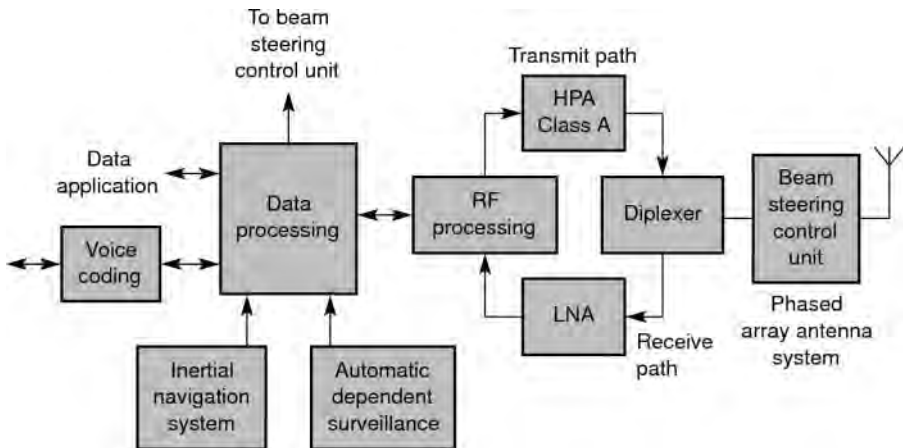 To beam
steering
control unit
Transmit path
HPA
Class A
Data
application
Data
processing
RF
processing
Diplexer
Beam
steering
control
unit
Voice
coding
LNA
Receive
path
Phased
array antenna
system
Inertial
navigation
system
Automatic
dependent
surveillance